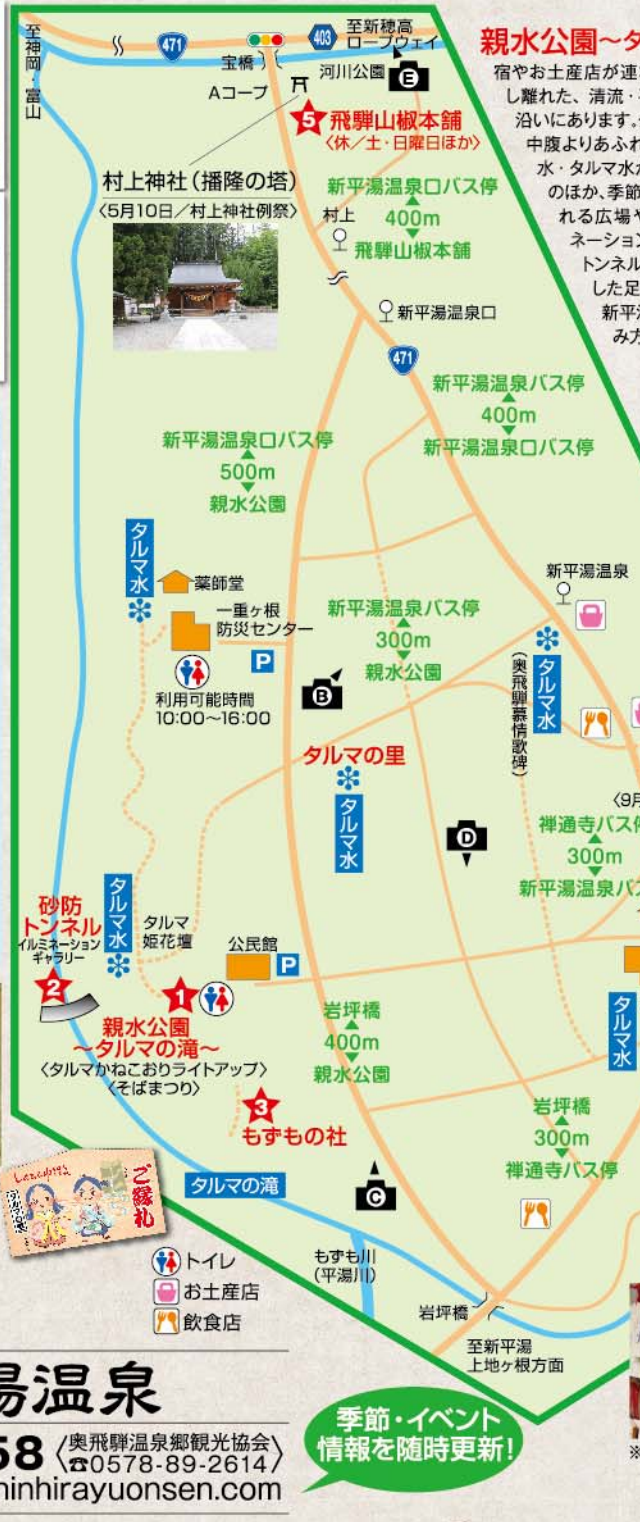 至神岡・富山
471
宝橋
403
至新穂高
ロープウェイ
河川公園
E
Aコープ
5
飛騨山椒本舗
〈休／土・日曜日ほか〉
村上神社（播隆の塔）
〈5月10日／村上神社例祭〉
村上
新平湯温泉口バス停
400m
飛騨山椒本舗
新平湯温泉口
471
新平湯温泉バス停
400m
新平湯温泉口バス停
新平湯温泉口バス停
500m
親水公園
タルマ水
薬師堂
一重ヶ根
防災センター
P
利用可能時間
10:00〜16:00
新平湯温泉バス停
300m
親水公園
B
新平湯温泉
タルマ水
（奥飛騨慕情歌碑）
タルマの里
タルマ水
D
〈9月
禅通寺バス停
300m
新平湯温泉バス
砂防
トンネル
イルミネーション
ギャラリー
2
タルマ水
タルマ
姫花壇
公民館
P
1
親水公園
〜タルマの滝〜
〈タルマかねこおりライトアップ〉
〈そばまつり〉
岩坪橋
400m
親水公園
タルマ水
3
もずもの社
岩坪橋
300m
禅通寺バス停
タルマの滝
C
ご縁札
もずも川
（平湯川）
岩坪橋
至新平湯
上地ヶ根方面
トイレ
お土産店
飲食店
親水公園〜タ
宿やお土産店が連
し離れた、清流・
沿いにあります。
中腹よりあふれ
水・タルマ水
のほか、季節
れる広場や
ネーション
トンネル
した足
新平湯
み方
湯温泉
58〈奥飛騨温泉郷観光協会
☎0578-89-2614〉
hinhirayuonsen.com
季節・イベント
情報を随時更新!
※